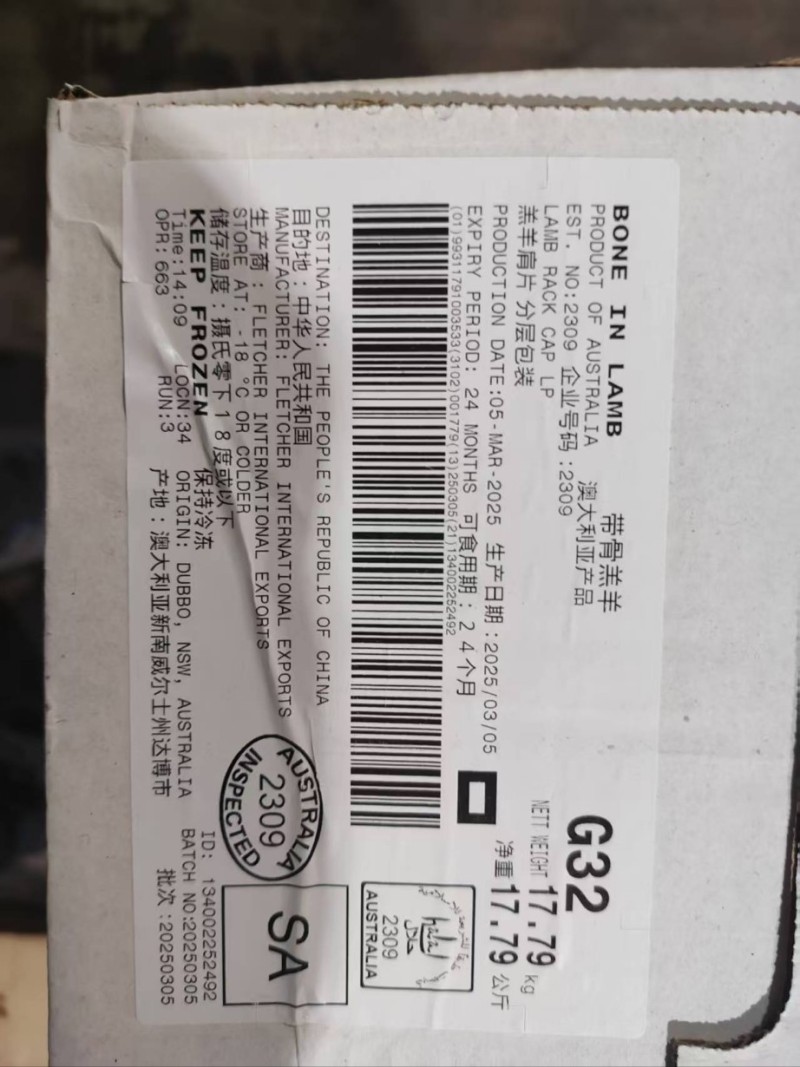 BONE IN LAMB 带骨羔羊
PRODUCT OF AUSTRALIA 澳大利亚产品
G32
EST. NO:2309 企业号码:2309
LAMB RACK CAP LP
NETT WEIGHT 17.79 kg
羔羊肩片 分层包装
净重 17.79 公斤
PRODUCTION DATE:05-MAR-2025 生产日期:2025/03/05
EXPIRY PERIOD: 24 MONTHS 可食用期:24个月
(01)99311791003533(3102)001779(13)250305(21)134002252492
halal
حلال
2309
AUSTRALIA
DESTINATION: THE PEOPLE'S REPUBLIC OF CHINA
目的地:中华人民共和国
MANUFACTURER: FLETCHER INTERNATIONAL EXPORTS
生产商:FLETCHER INTERNATIONAL EXPORTS
AUSTRALIA
2309
INSPECTED
SA
STORE AT: -18 °C OR COLDER
储存温度:摄氏零下18度或以下
KEEP FROZEN 保持冷冻
ID: 134002252492
Time:14:09 LOCN:34 ORIGIN: DUBBO, NSW, AUSTRALIA BATCH NO:20250305
OPR:663 RUN:3 产地:澳大利亚新南威尔士州达博市 批次:20250305